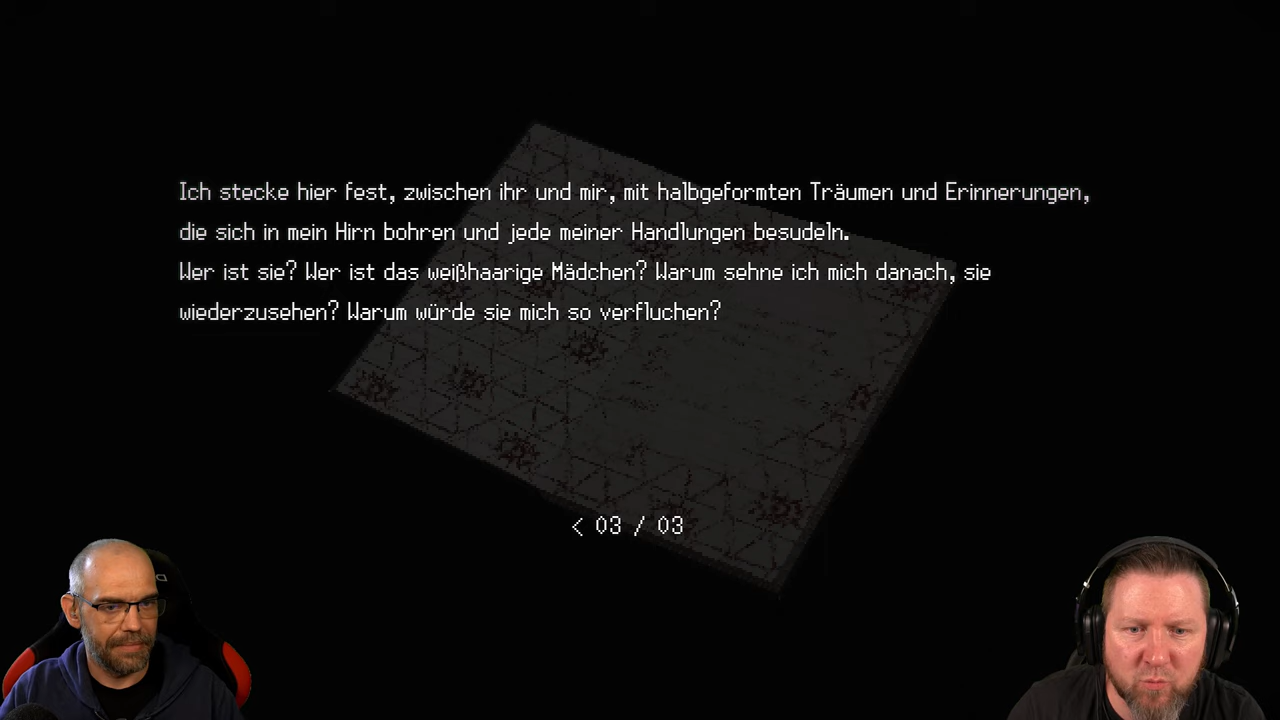 Ich stecke hier fest, zwischen ihr und mir, mit halbgeformten Träumen und Erinnerungen,
die sich in mein Hirn bohren und jede meiner Handlungen besudeln.
Wer ist sie? Wer ist das weißhaarige Mädchen? Warum sehne ich mich danach, sie
wiederzusehen? Warum würde sie mich so verfluchen?
< 03 / 03